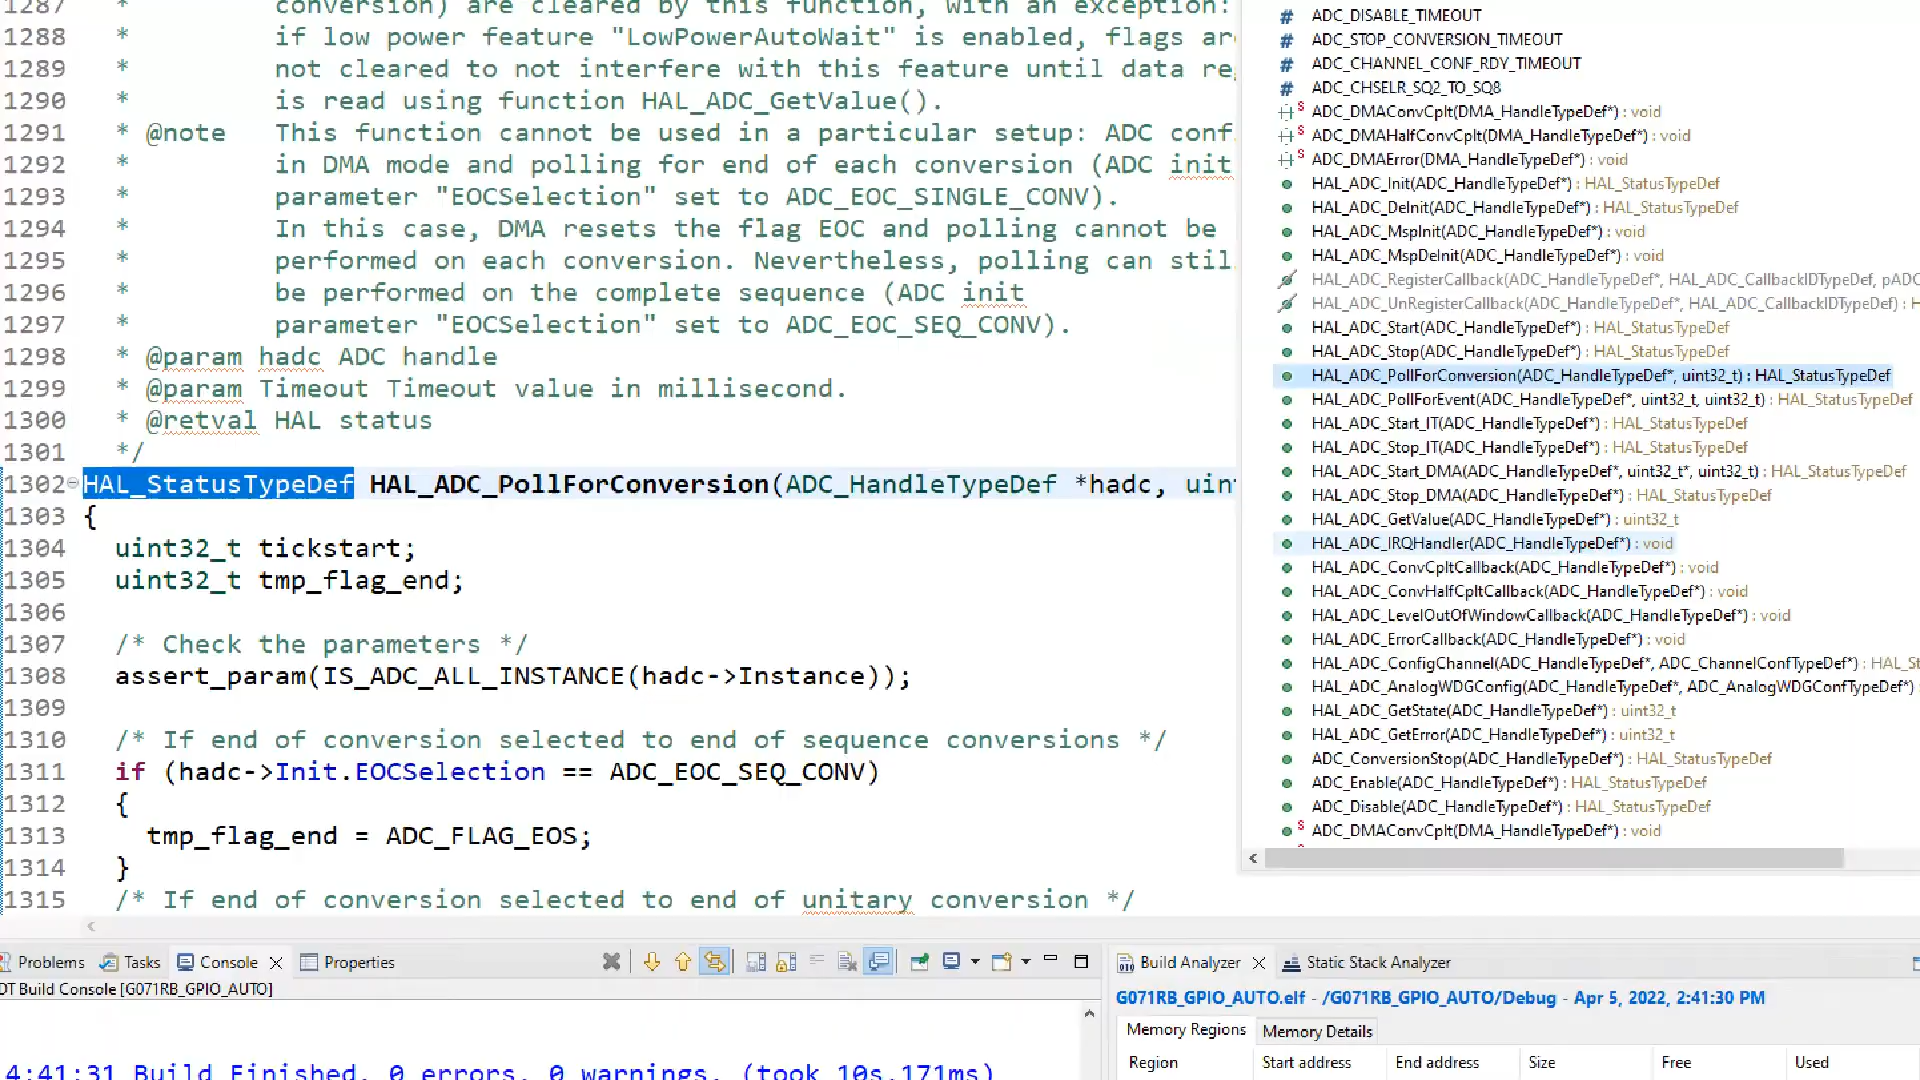 1287 * conversion) are cleared by this function, with an exception:
1288 * if low power feature "LowPowerAutoWait" is enabled, flags are
1289 * not cleared to not interfere with this feature until data re
1290 * is read using function HAL_ADC_GetValue().
1291 * @note This function cannot be used in a particular setup: ADC conf
1292 * in DMA mode and polling for end of each conversion (ADC init
1293 * parameter "EOCSelection" set to ADC_EOC_SINGLE_CONV).
1294 * In this case, DMA resets the flag EOC and polling cannot be
1295 * performed on each conversion. Nevertheless, polling can still
1296 * be performed on the complete sequence (ADC init
1297 * parameter "EOCSelection" set to ADC_EOC_SEQ_CONV).
1298 * @param hadc ADC handle
1299 * @param Timeout Timeout value in millisecond.
1300 * @retval HAL status
1301 */
1302 HAL_StatusTypeDef HAL_ADC_PollForConversion(ADC_HandleTypeDef *hadc, uint
1303 {
1304 uint32_t tickstart;
1305 uint32_t tmp_flag_end;
1306
1307 /* Check the parameters */
1308 assert_param(IS_ADC_ALL_INSTANCE(hadc->Instance));
1309
1310 /* If end of conversion selected to end of sequence conversions */
1311 if (hadc->Init.EOCSelection == ADC_EOC_SEQ_CONV)
1312 {
1313 tmp_flag_end = ADC_FLAG_EOS;
1314 }
1315 /* If end of conversion selected to end of unitary conversion */
# ADC_DISABLE_TIMEOUT
# ADC_STOP_CONVERSION_TIMEOUT
# ADC_CHANNEL_CONF_RDY_TIMEOUT
# ADC_CHSELR_SQ2_TO_SQ8
S ADC_DMAConvCplt(DMA_HandleTypeDef*) : void
S ADC_DMAHalfConvCplt(DMA_HandleTypeDef*) : void
S ADC_DMAError(DMA_HandleTypeDef*) : void
HAL_ADC_Init(ADC_HandleTypeDef*) : HAL_StatusTypeDef
HAL_ADC_DeInit(ADC_HandleTypeDef*) : HAL_StatusTypeDef
HAL_ADC_MspInit(ADC_HandleTypeDef*) : void
HAL_ADC_MspDeInit(ADC_HandleTypeDef*) : void
HAL_ADC_RegisterCallback(ADC_HandleTypeDef*, HAL_ADC_CallbackIDTypeDef, pADC
HAL_ADC_UnRegisterCallback(ADC_HandleTypeDef*, HAL_ADC_CallbackIDTypeDef) : H
HAL_ADC_Start(ADC_HandleTypeDef*) : HAL_StatusTypeDef
HAL_ADC_Stop(ADC_HandleTypeDef*) : HAL_StatusTypeDef
HAL_ADC_PollForConversion(ADC_HandleTypeDef*, uint32_t) : HAL_StatusTypeDef
HAL_ADC_PollForEvent(ADC_HandleTypeDef*, uint32_t, uint32_t) : HAL_StatusTypeDef
HAL_ADC_Start_IT(ADC_HandleTypeDef*) : HAL_StatusTypeDef
HAL_ADC_Stop_IT(ADC_HandleTypeDef*) : HAL_StatusTypeDef
HAL_ADC_Start_DMA(ADC_HandleTypeDef*, uint32_t*, uint32_t) : HAL_StatusTypeDef
HAL_ADC_Stop_DMA(ADC_HandleTypeDef*) : HAL_StatusTypeDef
HAL_ADC_GetValue(ADC_HandleTypeDef*) : uint32_t
HAL_ADC_IRQHandler(ADC_HandleTypeDef*) : void
HAL_ADC_ConvCpltCallback(ADC_HandleTypeDef*) : void
HAL_ADC_ConvHalfCpltCallback(ADC_HandleTypeDef*) : void
HAL_ADC_LevelOutOfWindowCallback(ADC_HandleTypeDef*) : void
HAL_ADC_ErrorCallback(ADC_HandleTypeDef*) : void
HAL_ADC_ConfigChannel(ADC_HandleTypeDef*, ADC_ChannelConfTypeDef*) : HAL_St
HAL_ADC_AnalogWDGConfig(ADC_HandleTypeDef*, ADC_AnalogWDGConfTypeDef*) :
HAL_ADC_GetState(ADC_HandleTypeDef*) : uint32_t
HAL_ADC_GetError(ADC_HandleTypeDef*) : uint32_t
ADC_ConversionStop(ADC_HandleTypeDef*) : HAL_StatusTypeDef
ADC_Enable(ADC_HandleTypeDef*) : HAL_StatusTypeDef
ADC_Disable(ADC_HandleTypeDef*) : HAL_StatusTypeDef
S ADC_DMAConvCplt(DMA_HandleTypeDef*) : void
Problems Tasks Console Properties
DT Build Console [G071RB_GPIO_AUTO]
4:41:31 Build Finished. 0 errors, 0 warnings. (took 10s.171ms)
Build Analyzer Static Stack Analyzer
G071RB_GPIO_AUTO.elf - /G071RB_GPIO_AUTO/Debug - Apr 5, 2022, 2:41:30 PM
Memory Regions Memory Details
Region Start address End address Size Free Used